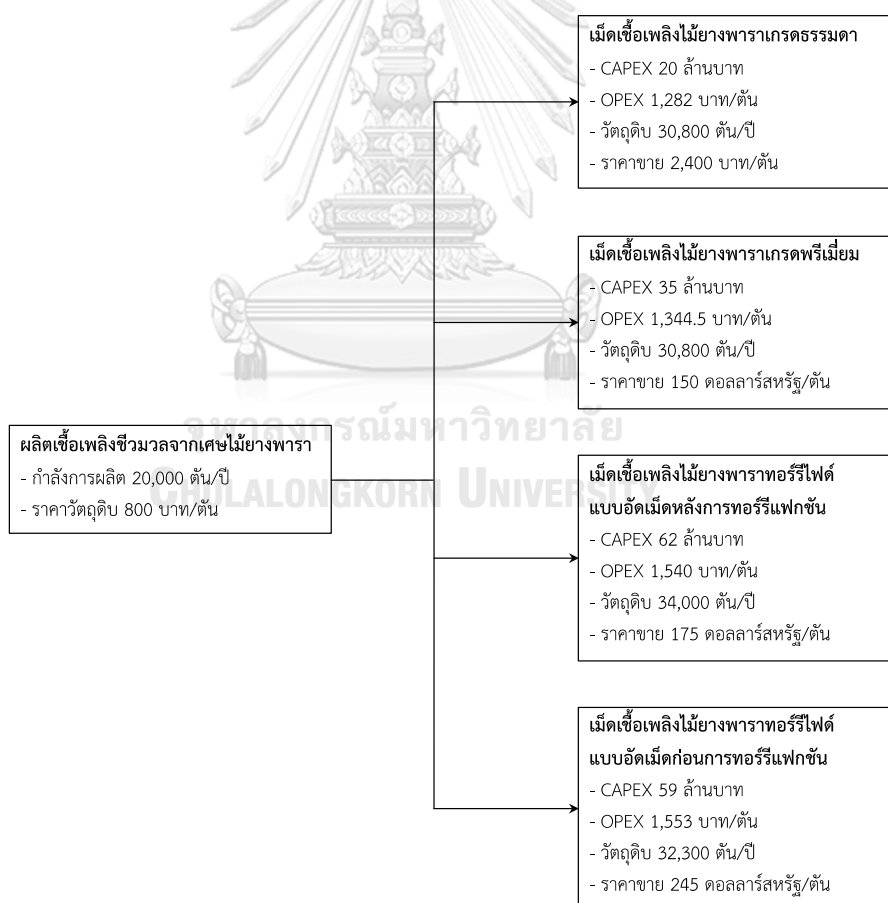 เม็ดเชื้อเพลิงไม้ยางพาราเกรดธรรมดา
- CAPEX 20 ล้านบาท
- OPEX 1,282 บาท/ตัน
- วัตถุดิบ 30,800 ตัน/ปี
- ราคาขาย 2,400 บาท/ตัน
เม็ดเชื้อเพลิงไม้ยางพาราเกรดพรีเมี่ยม
- CAPEX 35 ล้านบาท
- OPEX 1,344.5 บาท/ตัน
- วัตถุดิบ 30,800 ตัน/ปี
- ราคาขาย 150 ดอลลาร์สหรัฐ/ตัน
จุฬาลงกรณ์มหาวิทยาลัย
CHULALONGKORN UNIVERSITY
ผลิตเชื้อเพลิงชีวมวลจากเศษไม้ยางพารา
- กำลังการผลิต 20,000 ตัน/ปี
- ราคาวัตถุดิบ 800 บาท/ตัน
เม็ดเชื้อเพลิงไม้ยางพาราทอร์รีไฟด์
แบบอัดเม็ดหลังการทอร์รีแฟกชัน
- CAPEX 62 ล้านบาท
- OPEX 1,540 บาท/ตัน
- วัตถุดิบ 34,000 ตัน/ปี
- ราคาขาย 175 ดอลลาร์สหรัฐ/ตัน
เม็ดเชื้อเพลิงไม้ยางพาราทอร์รีไฟด์
แบบอัดเม็ดก่อนการทอร์รีแฟกชัน
- CAPEX 59 ล้านบาท
- OPEX 1,553 บาท/ตัน
- วัตถุดิบ 32,300 ตัน/ปี
- ราคาขาย 245 ดอลลาร์สหรัฐ/ตัน